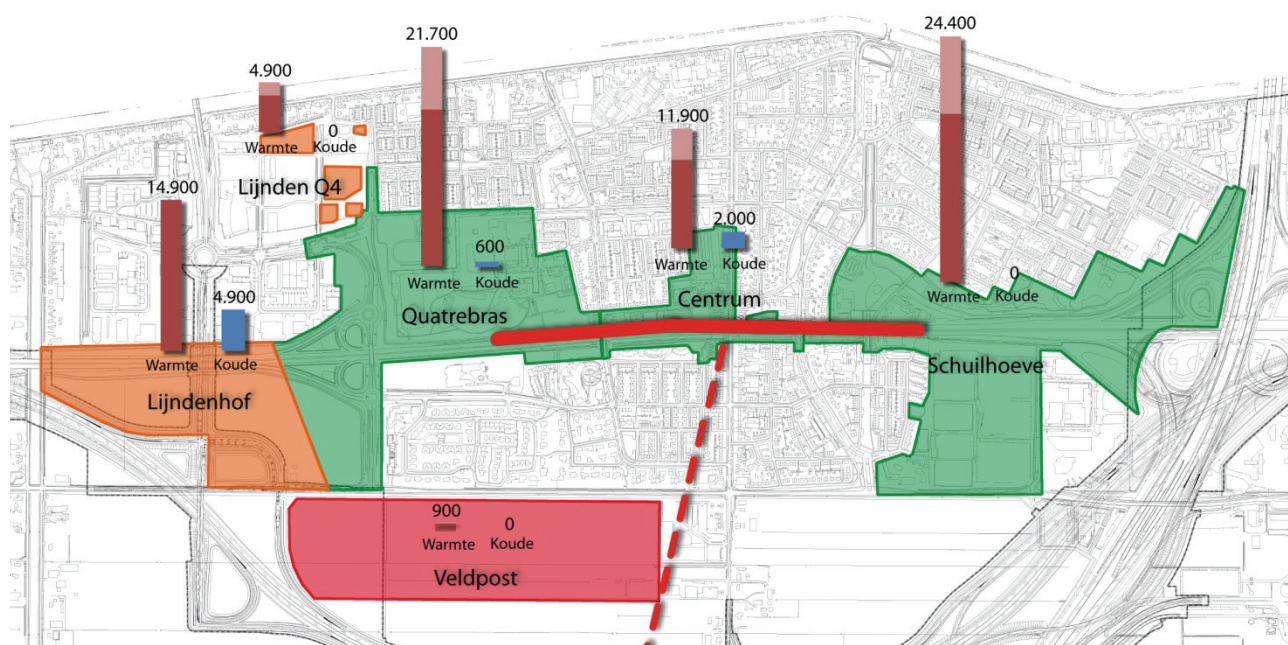 24.400
21.700
4.900
11.900
0
Warmte Koude
Lijnden Q4
14.900
2.000
600
Warmte Koude
0
Warmte Koude
Warmte Koude
Centrum
4.900
Quatrebras
Warmte Koude
Schuilhoeve
Lijndenhof
900 0
Warmte Koude
Veldpost